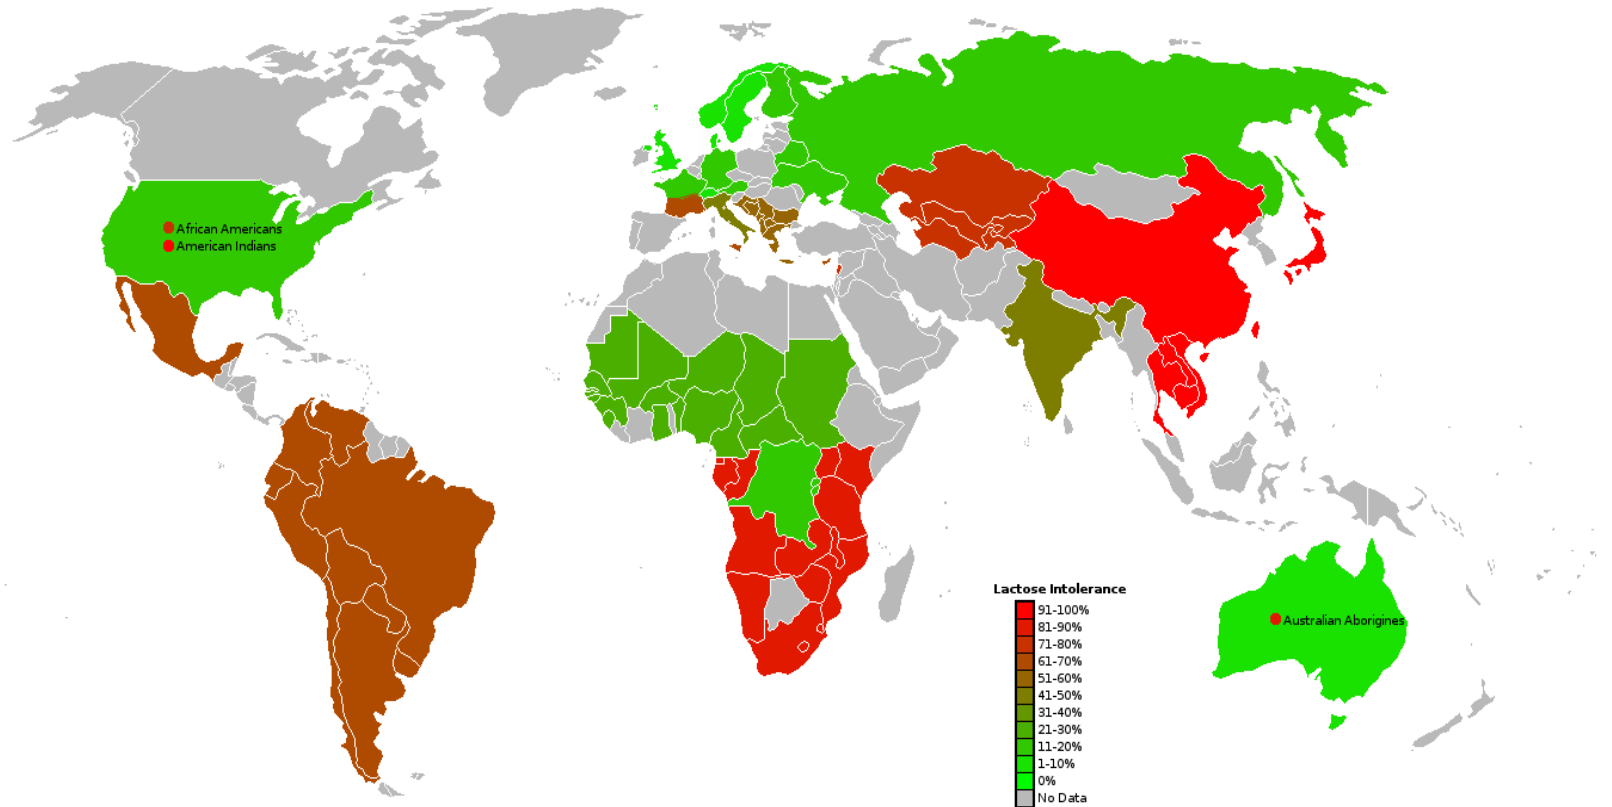 African Americans
American Indians
Lactose Intolerance
91-100%
81-90%
71-80%
61-70%
51-60%
41-50%
31-40%
21-30%
11-20%
1-10%
0%
No Data
Australian Aborigines